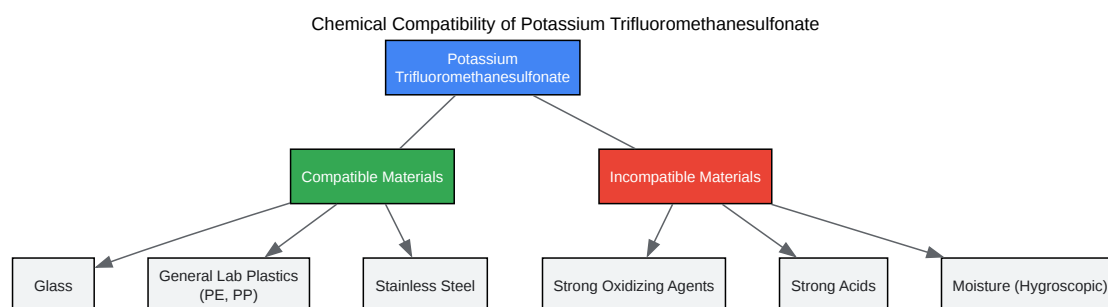 Chemical Compatibility of Potassium Trifluoromethanesulfonate
Potassium
Trifluoromethanesulfonate
Compatible Materials
Incompatible Materials
Glass
General Lab Plastics
(PE, PP)
Stainless Steel
Strong Oxidizing Agents
Strong Acids
Moisture (Hygroscopic)